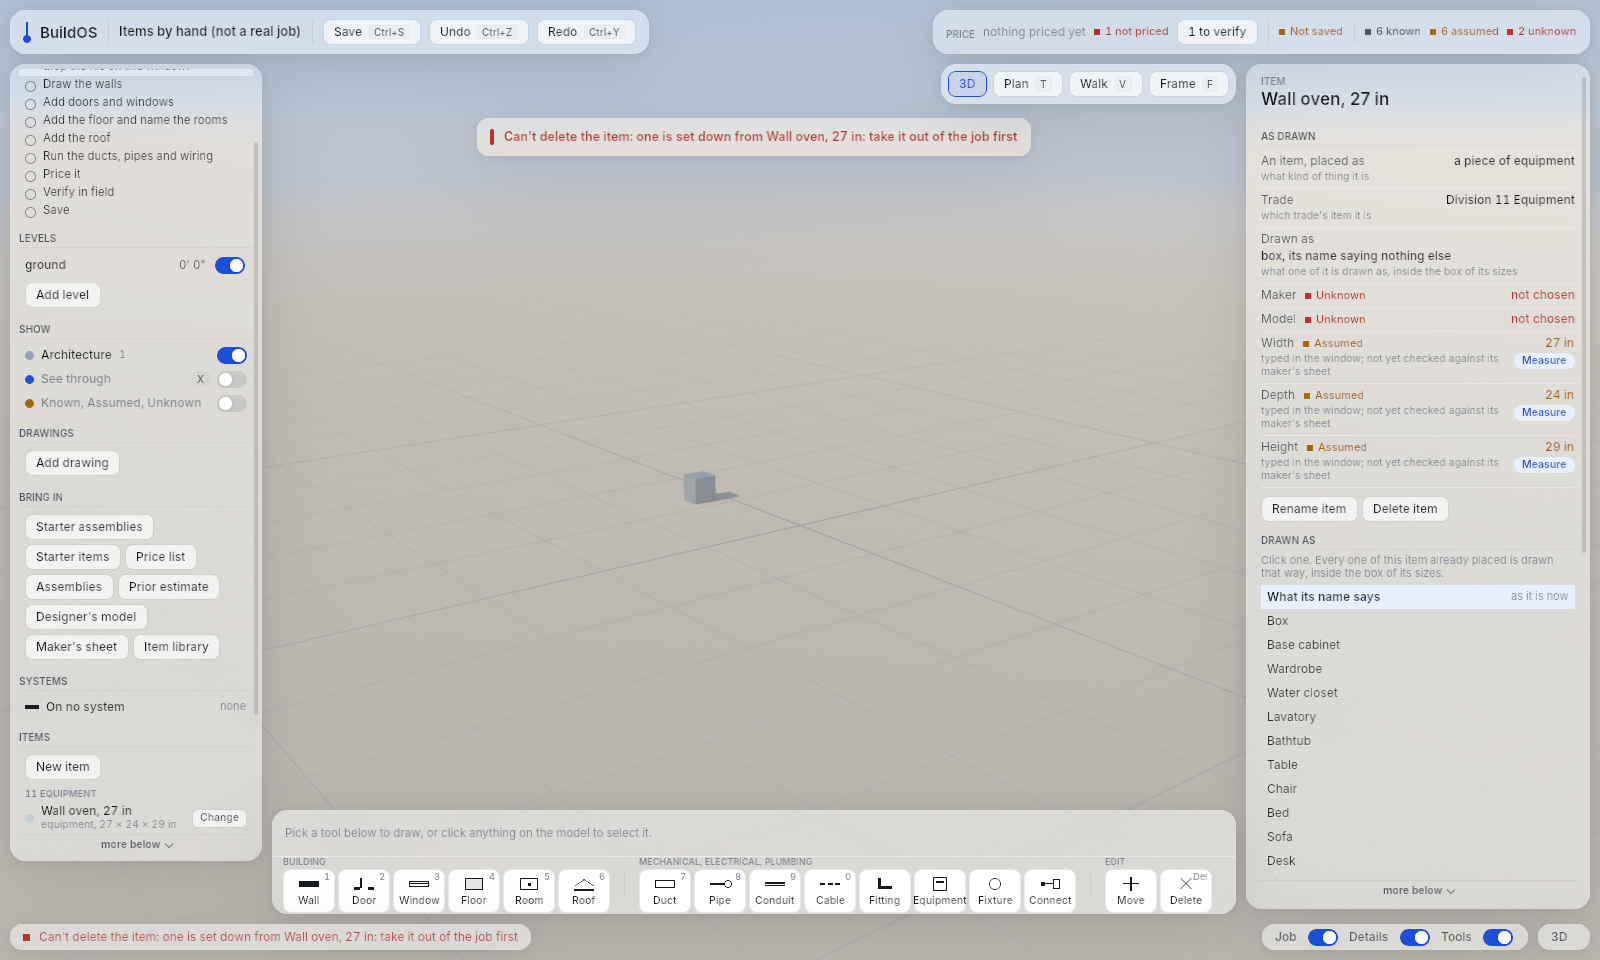 BuildOS
Items by hand (not a real job)
Save Ctrl+S
Undo Ctrl+Z
Redo Ctrl+Y
PRICE nothing priced yet 1 not priced 1 to verify Not saved 6 known 6 assumed 2 unknown
Draw the walls
Add doors and windows
Add the floor and name the rooms
Add the roof
Run the ducts, pipes and wiring
Price it
Verify in field
Save
LEVELS
ground 0' 0"
Add level
SHOW
Architecture 1
See through X
Known, Assumed, Unknown
DRAWINGS
Add drawing
BRING IN
Starter assemblies
Starter items Price list
Assemblies Prior estimate
Designer's model
Maker's sheet Item library
SYSTEMS
On no system none
ITEMS
New item
11 EQUIPMENT
Wall oven, 27 in
equipment, 27 × 24 × 29 in
Change
more below
3D Plan T Walk V Frame F
Can't delete the item: one is set down from Wall oven, 27 in: take it out of the job first
ITEM
Wall oven, 27 in
AS DRAWN
An item, placed as a piece of equipment
what kind of thing it is
Trade Division 11 Equipment
which trade's item it is
Drawn as
box, its name saying nothing else
what one of it is drawn as, inside the box of its sizes
Maker Unknown not chosen
Model Unknown not chosen
Width Assumed 27 in
typed in the window; not yet checked against its
maker's sheet
Measure
Depth Assumed 24 in
typed in the window; not yet checked against its
maker's sheet
Measure
Height Assumed 29 in
typed in the window; not yet checked against its
maker's sheet
Measure
Rename item Delete item
DRAWN AS
Click one. Every one of this item already placed is drawn
that way, inside the box of its sizes.
What its name says as it is now
Box
Base cabinet
Wardrobe
Water closet
Lavatory
Bathtub
Table
Chair
Bed
Sofa
Desk
more below
Pick a tool below to draw, or click anything on the model to select it.
BUILDING
1 Wall
2 Door
3 Window
4 Floor
5 Room
6 Roof
MECHANICAL, ELECTRICAL, PLUMBING
7 Duct
8 Pipe
9 Conduit
0 Cable
Fitting
Equipment
Fixture
Connect
EDIT
Move
Del Delete
Can't delete the item: one is set down from Wall oven, 27 in: take it out of the job first
Job Details Tools 3D